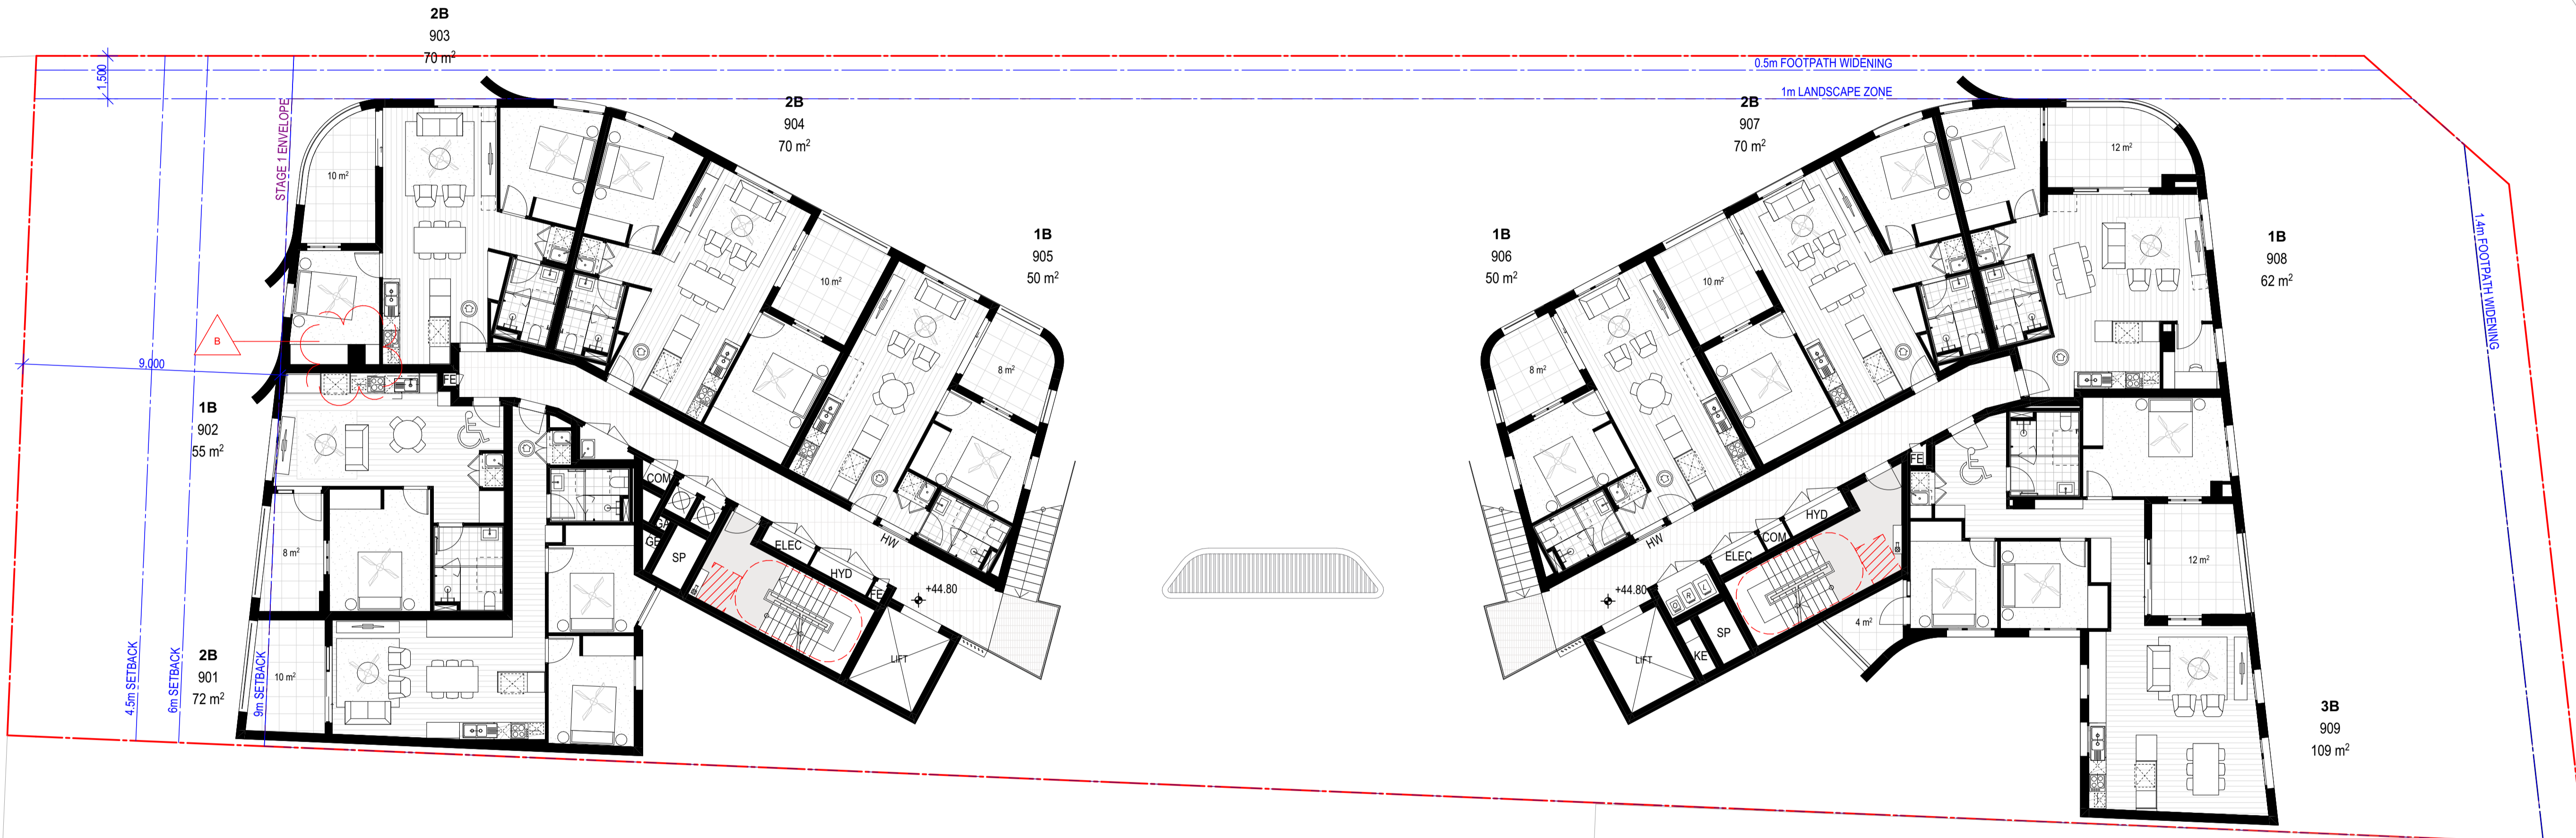 2B
903
70 m²
1,500
0.5m FOOTPATH WIDENING
1m LANDSCAPE ZONE
STAGE 1 ENVELOPE
2B
904
70 m²
2B
907
70 m²
10 m²
12 m²
1.4m FOOTPATH WIDENING
1B
905
50 m²
1B
906
50 m²
1B
908
62 m²
10 m²
10 m²
B
9,000
8 m²
8 m²
FE
1B
902
55 m²
COM
GA
GE
SP
ELEC
HYD
FE
HW
+44.80
LIFT
HW
HYD
COM
ELEC
FE
+44.80
SP
KE
LIFT
4 m²
12 m²
8 m²
2B
901
72 m²
10 m²
4.5m SETBACK
6m SETBACK
9m SETBACK
3B
909
109 m²